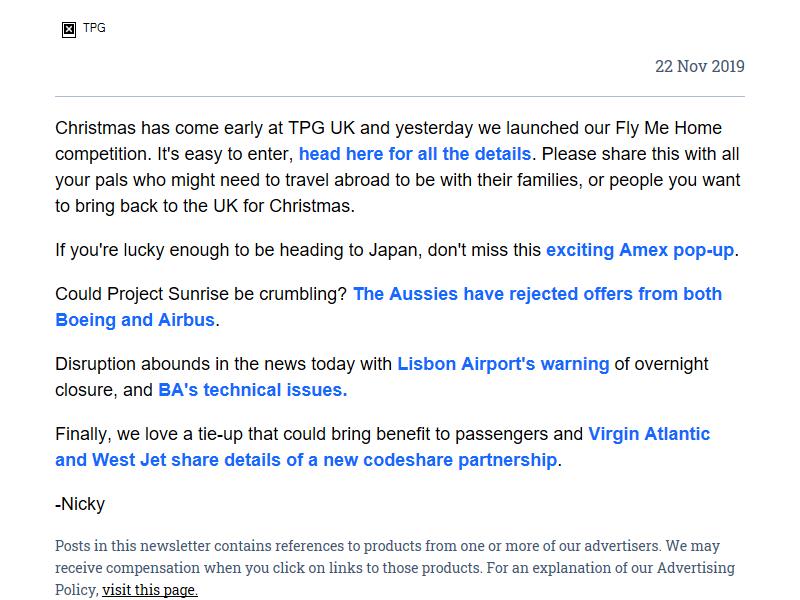 TPG
22 Nov 2019
Christmas has come early at TPG UK and yesterday we launched our Fly Me Home
competition. It's easy to enter, head here for all the details. Please share this with all
your pals who might need to travel abroad to be with their families, or people you want
to bring back to the UK for Christmas.
If you're lucky enough to be heading to Japan, don't miss this exciting Amex pop-up.
Could Project Sunrise be crumbling? The Aussies have rejected offers from both
Boeing and Airbus.
Disruption abounds in the news today with Lisbon Airport's warning of overnight
closure, and BA's technical issues.
Finally, we love a tie-up that could bring benefit to passengers and Virgin Atlantic
and West Jet share details of a new codeshare partnership.
-Nicky
Posts in this newsletter contains references to products from one or more of our advertisers. We may
receive compensation when you click on links to those products. For an explanation of our Advertising
Policy, visit this page.